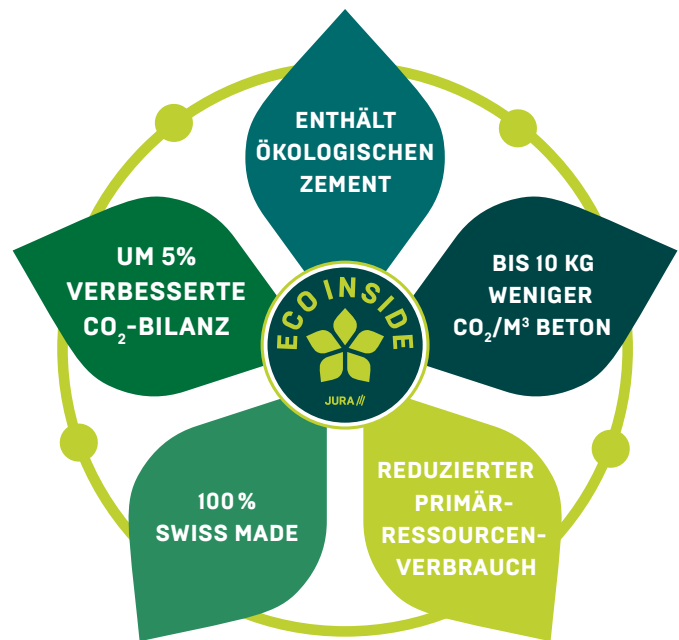 ENTHÄLT
ÖKOLOGISCHEN
ZEMENT
UM 5%
VERBESSERTE
CO₂-BILANZ
BIS 10 KG
WENIGER
CO₂/M³ BETON
ECO INSIDE
JURA ///
100 %
SWISS MADE
REDUZIERTER
PRIMÄR-
RESSOURCEN-
VERBRAUCH